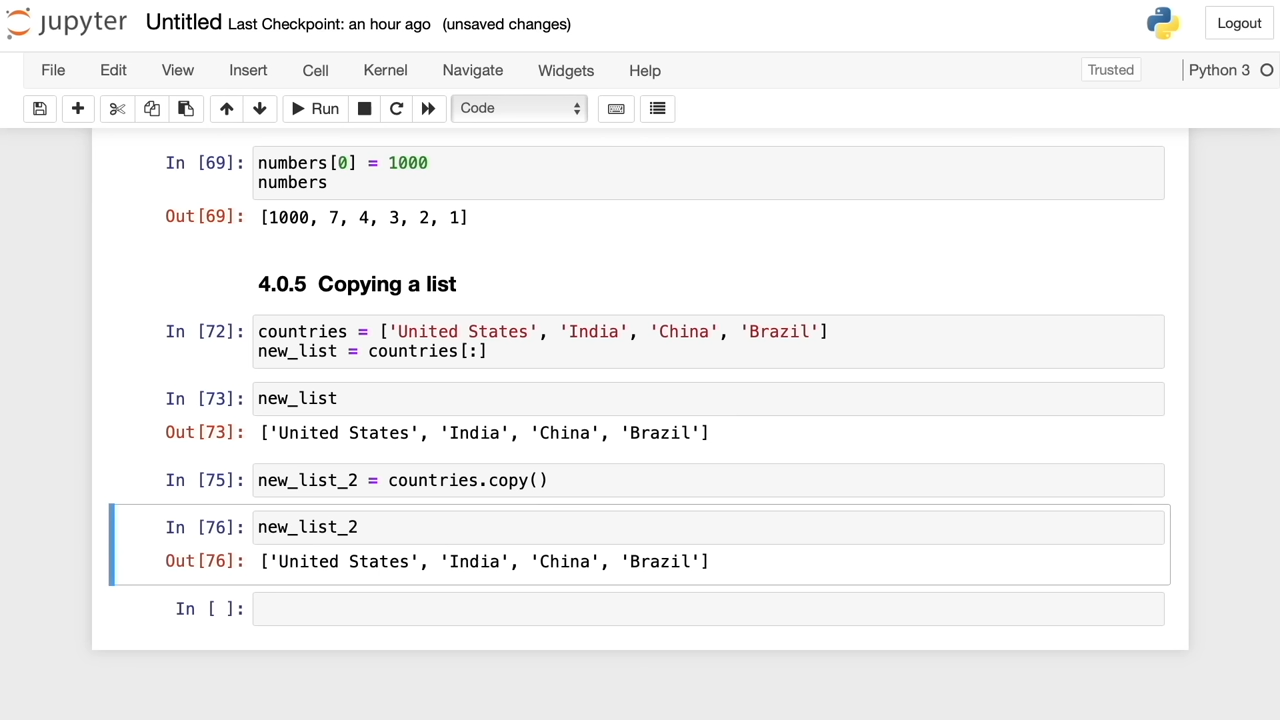 jupyter Untitled Last Checkpoint: an hour ago (unsaved changes) Logout
File Edit View Insert Cell Kernel Navigate Widgets Help Trusted Python 3
Run Code
In [69]: numbers[0] = 1000
numbers
Out[69]: [1000, 7, 4, 3, 2, 1]
4.0.5 Copying a list
In [72]: countries = ['United States', 'India', 'China', 'Brazil']
new_list = countries[:]
In [73]: new_list
Out[73]: ['United States', 'India', 'China', 'Brazil']
In [75]: new_list_2 = countries.copy()
In [76]: new_list_2
Out[76]: ['United States', 'India', 'China', 'Brazil']
In [ ]: